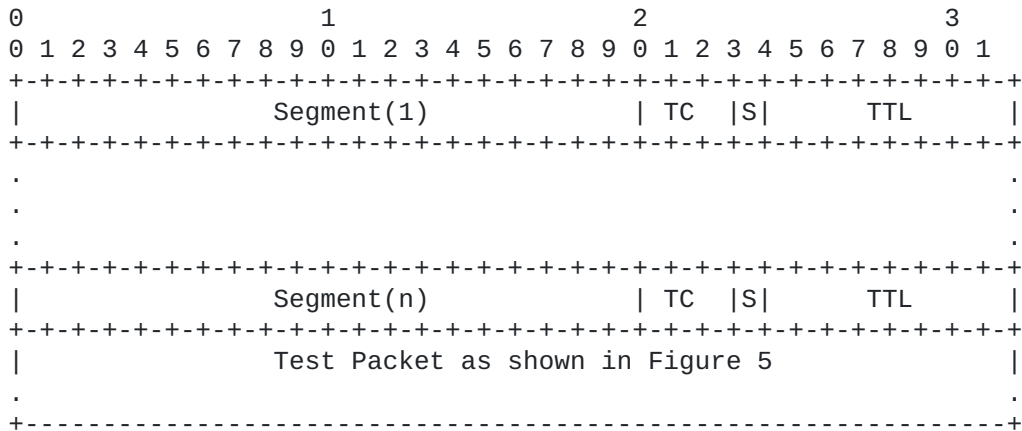 0                   1                   2                   3
0 1 2 3 4 5 6 7 8 9 0 1 2 3 4 5 6 7 8 9 0 1 2 3 4 5 6 7 8 9 0 1
+-+-+-+-+-+-+-+-+-+-+-+-+-+-+-+-+-+-+-+-+-+-+-+-+-+-+-+-+-+-+-+-+
|                Segment(1)             | TC  |S|      TTL      |
+-+-+-+-+-+-+-+-+-+-+-+-+-+-+-+-+-+-+-+-+-+-+-+-+-+-+-+-+-+-+-+-+
.                                                               .
.                                                               .
.                                                               .
+-+-+-+-+-+-+-+-+-+-+-+-+-+-+-+-+-+-+-+-+-+-+-+-+-+-+-+-+-+-+-+-+
|                Segment(n)             | TC  |S|      TTL      |
+-+-+-+-+-+-+-+-+-+-+-+-+-+-+-+-+-+-+-+-+-+-+-+-+-+-+-+-+-+-+-+-+
|                Test Packet as shown in Figure 5               |
.                                                               .
+---------------------------------------------------------------+